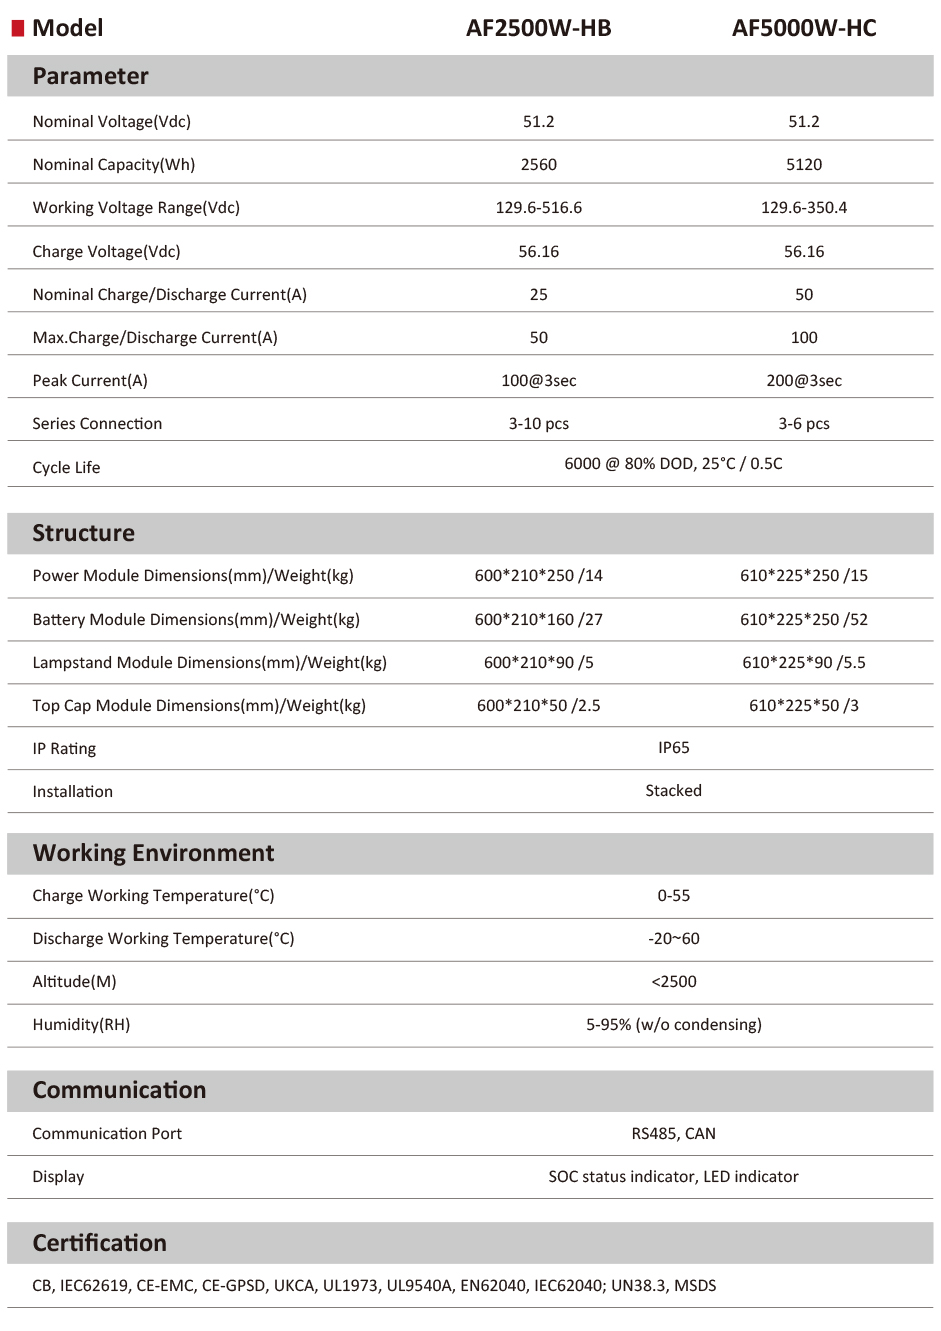 Model AF2500W-HB AF5000W-HC
Parameter
Nominal Voltage(Vdc) 51.2 51.2
Nominal Capacity(Wh) 2560 5120
Working Voltage Range(Vdc) 129.6-516.6 129.6-350.4
Charge Voltage(Vdc) 56.16 56.16
Nominal Charge/Discharge Current(A) 25 50
Max.Charge/Discharge Current(A) 50 100
Peak Current(A) 100@3sec 200@3sec
Series Connection 3-10 pcs 3-6 pcs
Cycle Life 6000 @ 80% DOD, 25°C / 0.5C
Structure
Power Module Dimensions(mm)/Weight(kg) 600*210*250 /14 610*225*250 /15
Battery Module Dimensions(mm)/Weight(kg) 600*210*160 /27 610*225*250 /52
Lampstand Module Dimensions(mm)/Weight(kg) 600*210*90 /5 610*225*90 /5.5
Top Cap Module Dimensions(mm)/Weight(kg) 600*210*50 /2.5 610*225*50 /3
IP Rating IP65
Installation Stacked
Working Environment
Charge Working Temperature(°C) 0-55
Discharge Working Temperature(°C) -20~60
Altitude(M) <2500
Humidity(RH) 5-95% (w/o condensing)
Communication
Communication Port RS485, CAN
Display SOC status indicator, LED indicator
Certification
CB, IEC62619, CE-EMC, CE-GPSD, UKCA, UL1973, UL9540A, EN62040, IEC62040; UN38.3, MSDS